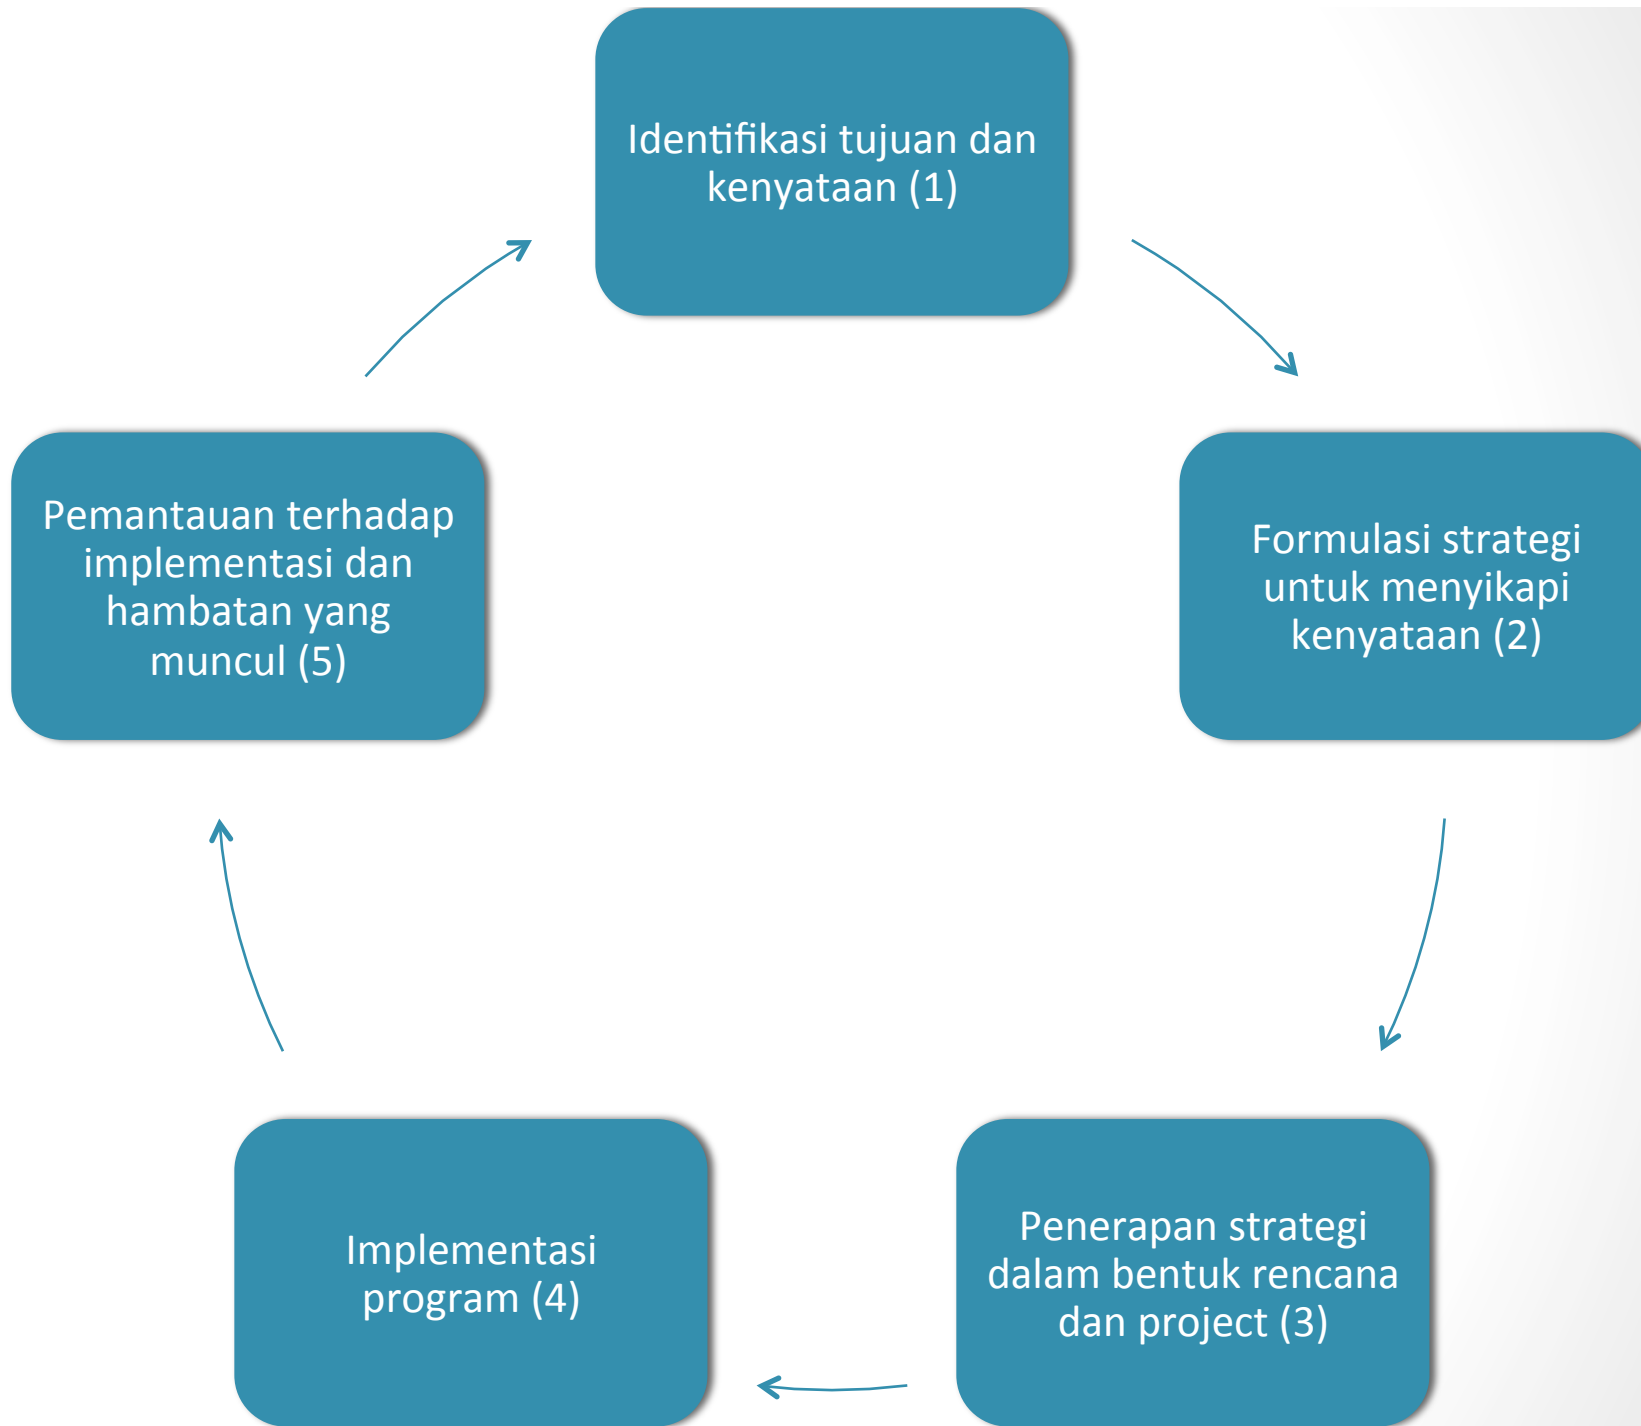 Identifikasi tujuan dan
kenyataan (1)
Formulasi strategi
untuk menyikapi
kenyataan (2)
Penerapan strategi
dalam bentuk rencana
dan project (3)
Implementasi
program (4)
Pemantauan terhadap
implementasi dan
hambatan yang
muncul (5)